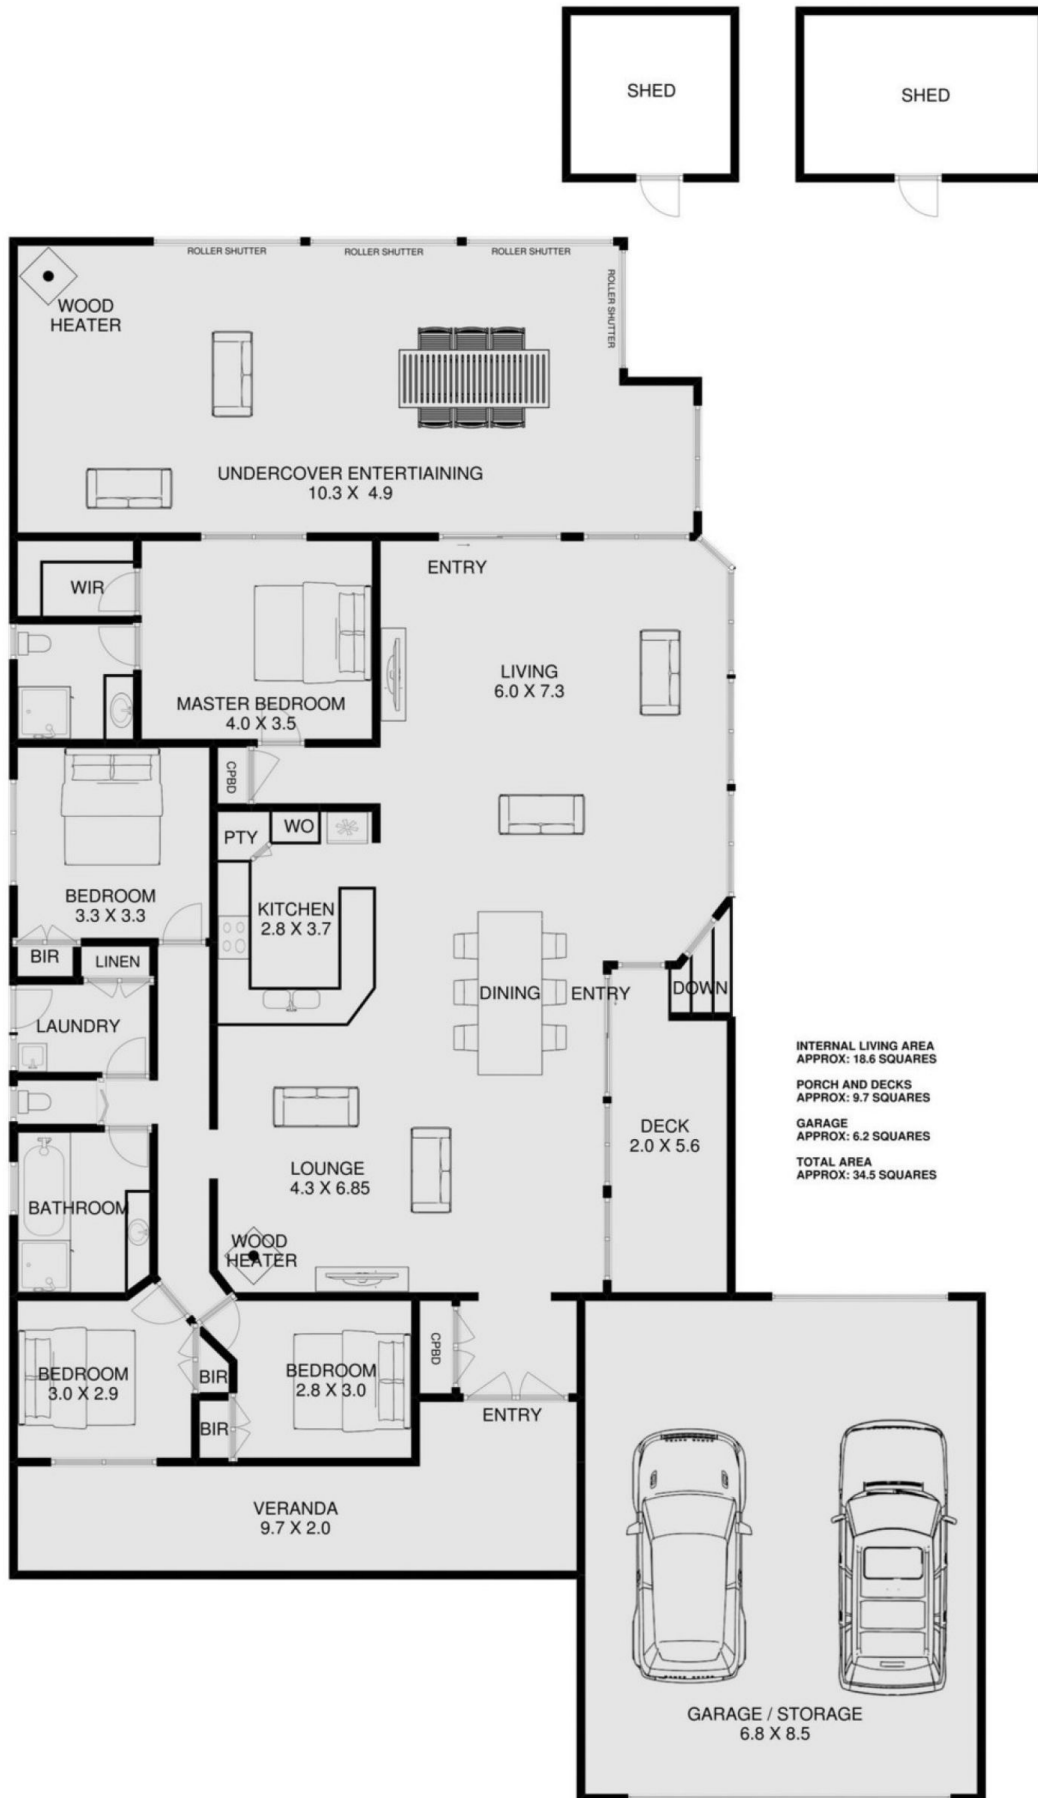 SHED
SHED
ROLLER SHUTTER
ROLLER SHUTTER
ROLLER SHUTTER
ROLLER SHUTTER
WOOD
HEATER
UNDERCOVER ENTERTIAINING
10.3 X 4.9
WIR
ENTRY
MASTER BEDROOM
4.0 X 3.5
LIVING
6.0 X 7.3
CPBD
PTY
WO
BEDROOM
3.3 X 3.3
KITCHEN
2.8 X 3.7
BIR
LINEN
DINING
ENTRY
DOWN
LAUNDRY
INTERNAL LIVING AREA
APPROX: 18.6 SQUARES
PORCH AND DECKS
APPROX: 9.7 SQUARES
GARAGE
APPROX: 6.2 SQUARES
TOTAL AREA
APPROX: 34.5 SQUARES
DECK
2.0 X 5.6
LOUNGE
4.3 X 6.85
BATHROOM
WOOD
HEATER
CPBD
BEDROOM
3.0 X 2.9
BIR
BEDROOM
2.8 X 3.0
BIR
ENTRY
VERANDA
9.7 X 2.0
GARAGE / STORAGE
6.8 X 8.5